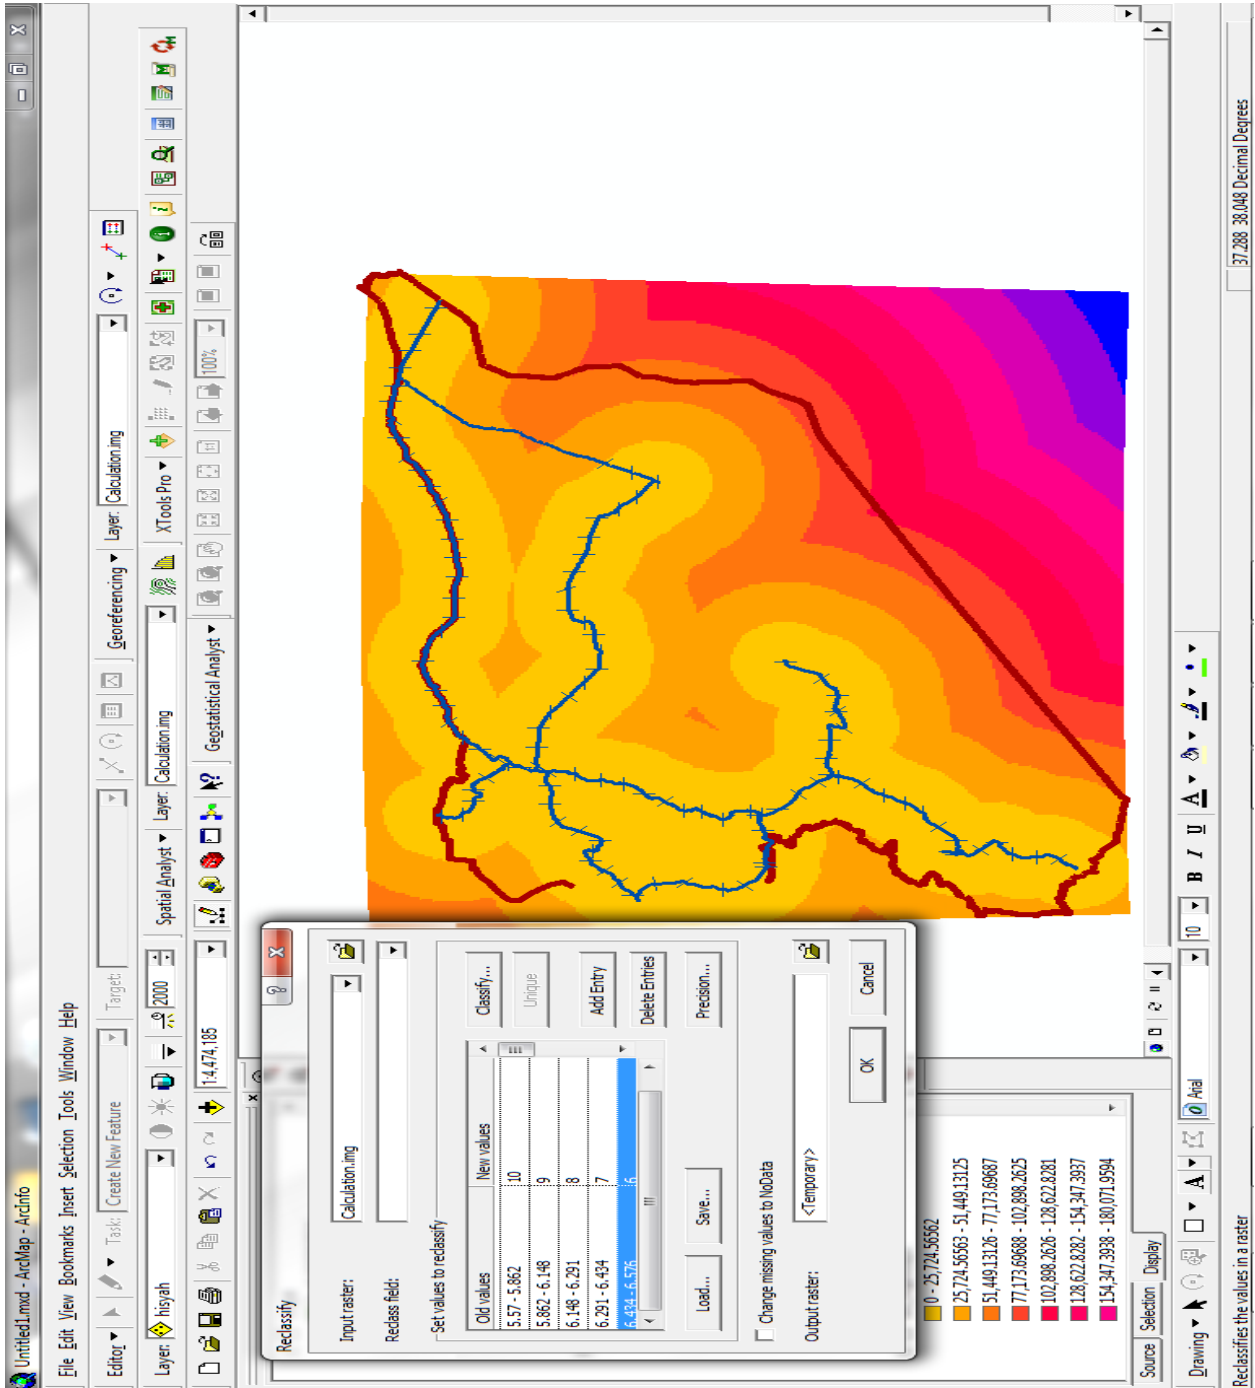 Untitled1.mxd - ArcMap - ArcInfo
File Edit View Bookmarks Insert Selection Tools Window Help
Editor Task: Create New Feature Target: Georeferencing Layer: Calculation.img
Layer: hisyah 2000 Spatial Analyst Layer: Calculation.img XTools Pro
1:4,474,185 Geostatistical Analyst 100%
Reclassify
Input raster: Calculation.img
Reclass field:
Set values to reclassify
Old values New values
5.57 - 5.862 10
5.862 - 6.148 9
6.148 - 6.291 8
6.291 - 6.434 7
6.434 - 6.576 6
Classify...
Unique
Add Entry
Delete Entries
Load... Save... Precision...
Change missing values to NoData
Output raster: <Temporary>
OK Cancel
0 - 25,724.56562
25,724.56563 - 51,449.13125
51,449.13126 - 77,173.69687
77,173.69688 - 102,898.2625
102,898.2626 - 128,622.8281
128,622.8282 - 154,347.3937
154,347.3938 - 180,071.9594
Source Selection Display
Drawing A Arial 10 B I U A
Reclassifies the values in a raster 37.288 38.048 Decimal Degrees